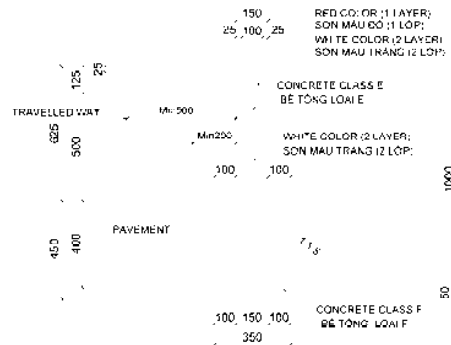 150
25 100 25
RED COLOR (1 LAYER)
SƠN MÀU ĐỎ (1 LỚP)
WHITE COLOR (2 LAYER)
SƠN MÀU TRẮNG (2 LỚP)
125
25
CONCRETE CLASS E
BÊ TÔNG LOẠI E
TRAVELLED WAY
Min500
625
500
Min200
WHITE COLOR (2 LAYER)
SƠN MÀU TRẮNG (2 LỚP)
100 100
1000
PAVEMENT
450
400
50
100 150 100
350
CONCRETE CLASS F
BÊ TÔNG LOẠI F